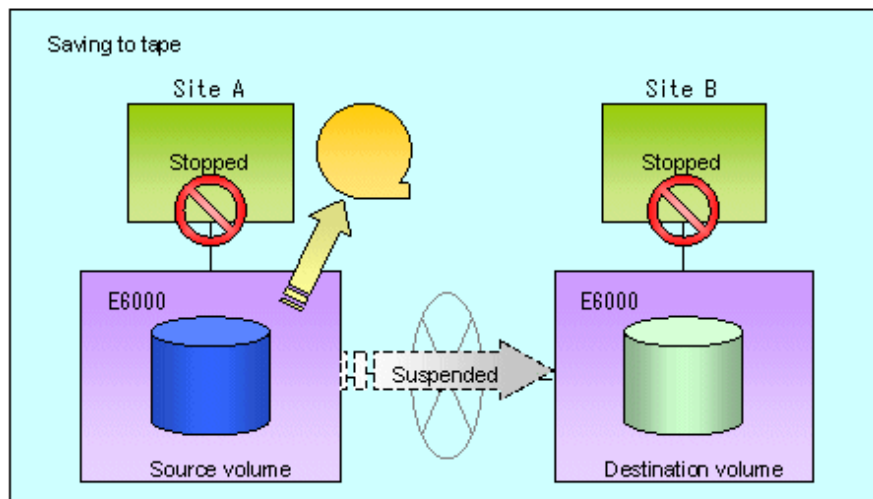 Saving to tape
Site A
Site B
Stopped
Stopped
E6000
E6000
Suspended
Source volume
Destination volume